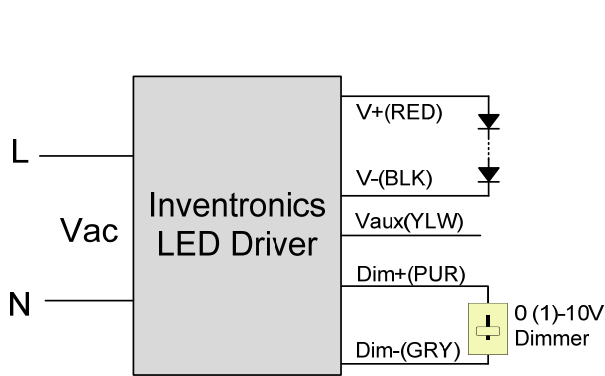 L
Vac
N
Inventronics
LED Driver
V+(RED)
V-(BLK)
Vaux(YLW)
Dim+(PUR)
Dim-(GRY)
0 (1)-10V
Dimmer